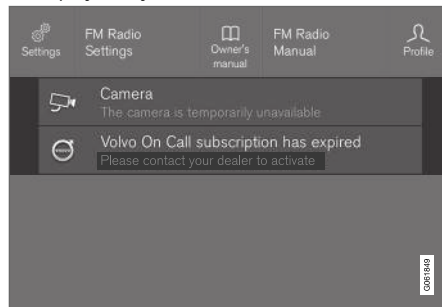 Settings
FM Radio
Settings
Owner's
manual
FM Radio
Manual
Profile
Camera
The camera is temporarily unavailable
Volvo On Call subscription has expired
Please contact your dealer to activate
G061849